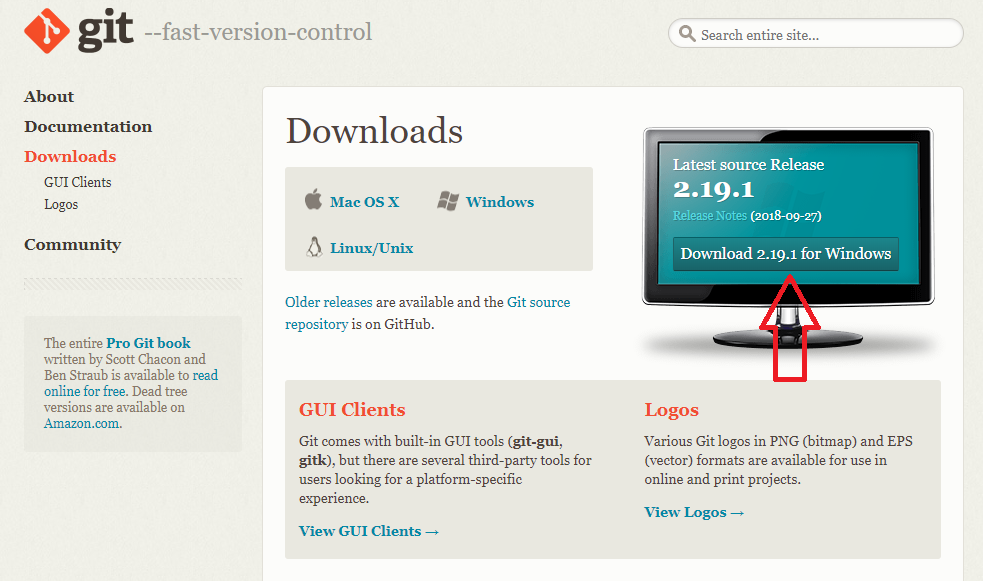 git --fast-version-control
Search entire site...
About
Documentation
Downloads
GUI Clients
Logos
Community
The entire Pro Git book
written by Scott Chacon and
Ben Straub is available to read
online for free. Dead tree
versions are available on
Amazon.com.
Downloads
Mac OS X
Windows
Linux/Unix
Older releases are available and the Git source
repository is on GitHub.
Latest source Release
2.19.1
Release Notes (2018-09-27)
Download 2.19.1 for Windows
GUI Clients
Git comes with built-in GUI tools (git-gui,
gitk), but there are several third-party tools for
users looking for a platform-specific
experience.
View GUI Clients →
Logos
Various Git logos in PNG (bitmap) and EPS
(vector) formats are available for use in
online and print projects.
View Logos →